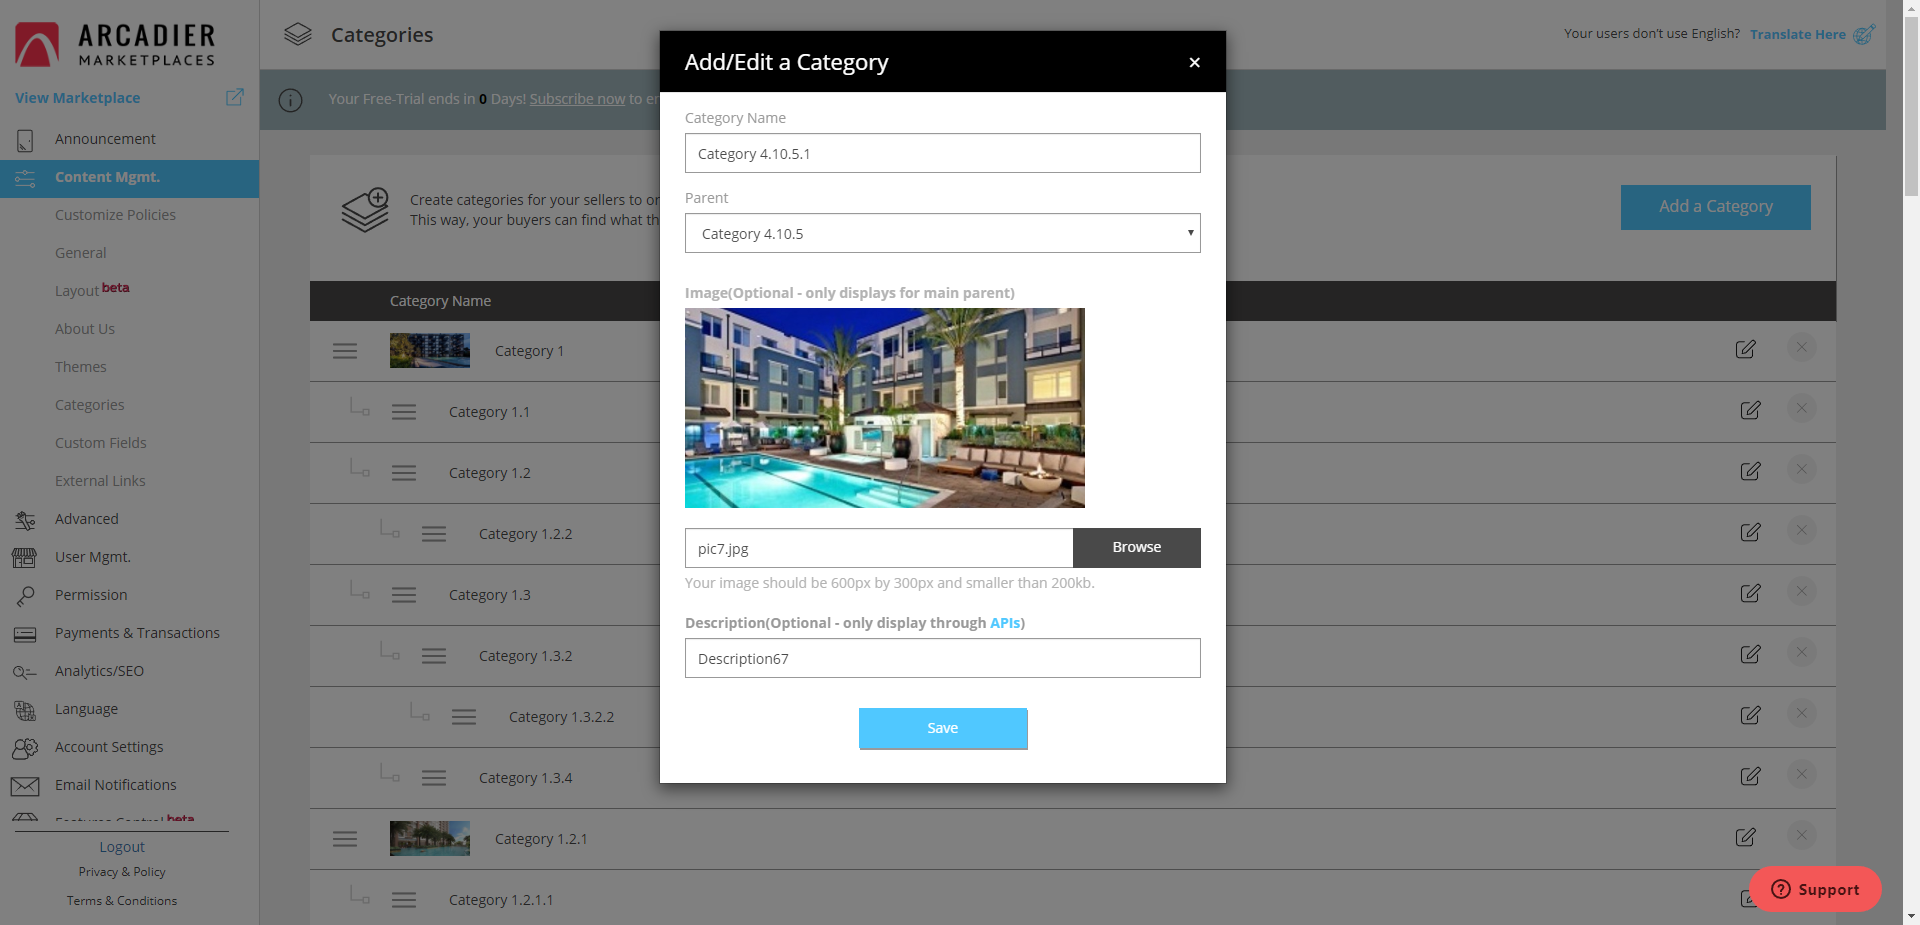 ARCADIER
MARKETPLACES
View Marketplace
Announcement
Content Mgmt.
Customize Policies
General
Layout beta
About Us
Themes
Categories
Custom Fields
External Links
Advanced
User Mgmt.
Permission
Payments & Transactions
Analytics/SEO
Language
Account Settings
Email Notifications
Features Control beta
Logout
Privacy & Policy
Terms & Conditions
Categories
Your users don't use English? Translate Here
Your Free-Trial ends in 0 Days! Subscribe now to
Create categories for your sellers to
This way, your buyers can find what
Add a Category
Category Name
Category 1
Category 1.1
Category 1.2
Category 1.2.2
Category 1.3
Category 1.3.2
Category 1.3.2.2
Category 1.3.4
Category 1.2.1
Category 1.2.1.1
Add/Edit a Category
Category Name
Category 4.10.5.1
Parent
Category 4.10.5
Image(Optional - only displays for main parent)
pic7.jpg
Browse
Your image should be 600px by 300px and smaller than 200kb.
Description(Optional - only display through APIs)
Description67
Save
Support